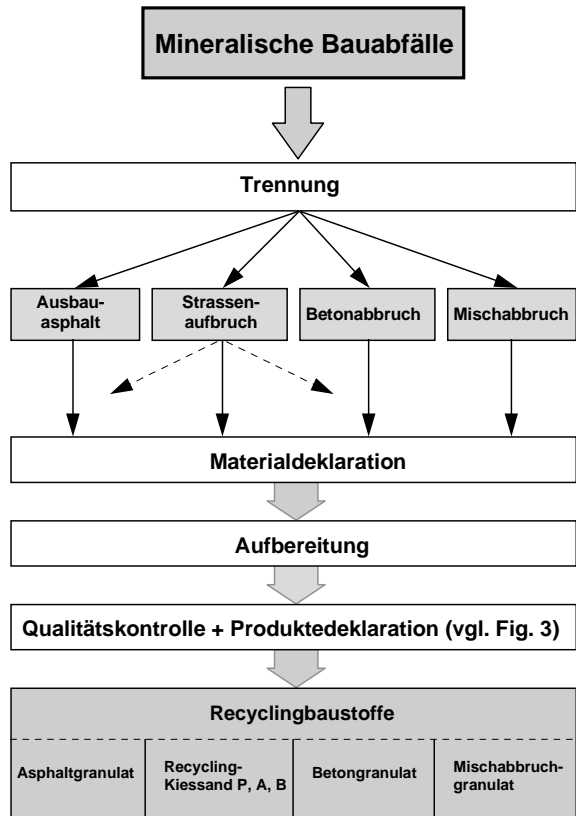 Mineralische Bauabfälle
Trennung
Ausbau-
asphalt
Strassen-
aufbruch
Betonabbruch
Mischabbruch
Materialdeklaration
Aufbereitung
Qualitätskontrolle + Produktedeklaration (vgl. Fig. 3)
Recyclingbaustoffe
Asphaltgranulat
Recycling-
Kiessand P, A, B
Betongranulat
Mischabbruch-
granulat